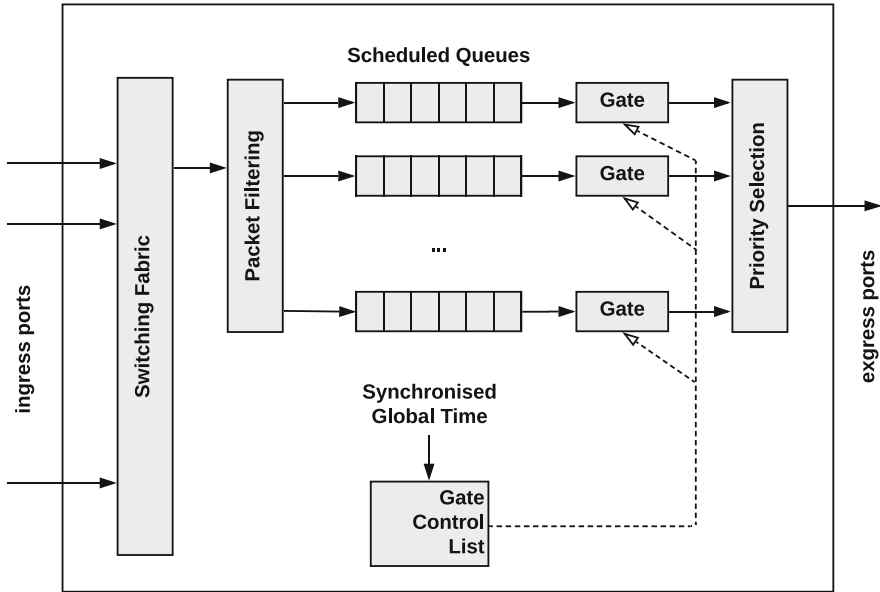 Scheduled Queues
Gate
Gate
...
Gate
ingress ports
Switching Fabric
Packet Filtering
Priority Selection
exgress ports
Synchronised
Global Time
Gate
Control
List